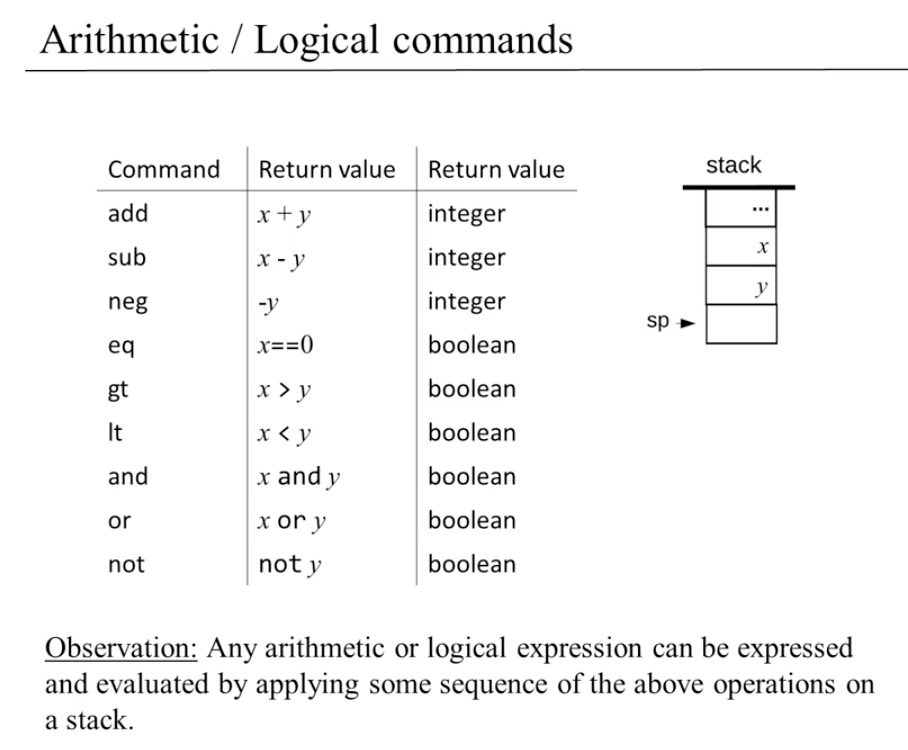 Arithmetic / Logical commands
Command Return value Return value
add x + y integer
sub x - y integer
neg -y integer
eq x==0 boolean
gt x > y boolean
lt x < y boolean
and x and y boolean
or x or y boolean
not not y boolean
stack
...
x
y
sp
Observation: Any arithmetic or logical expression can be expressed
and evaluated by applying some sequence of the above operations on
a stack.